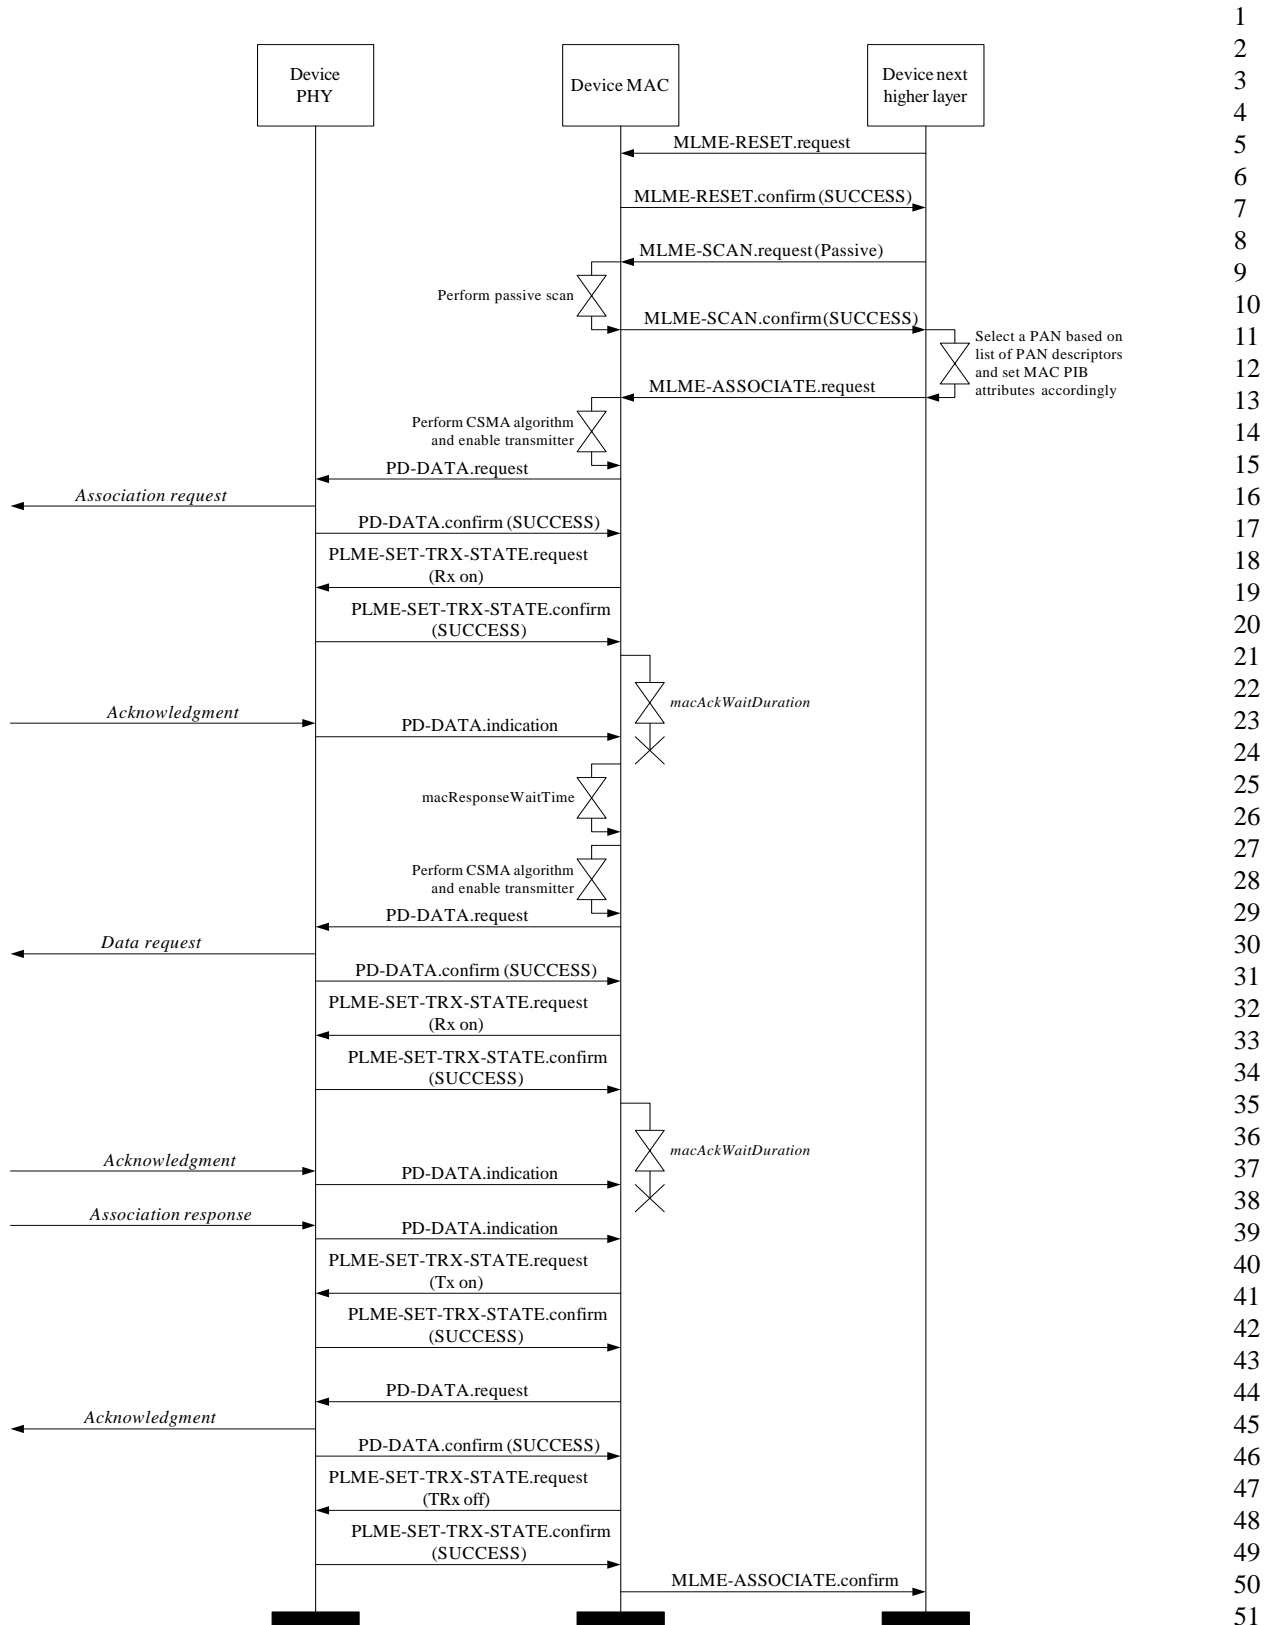 1
2
Device
PHY
Device MAC
Device next
higher layer
3
4
MLME-RESET.request
5
6
MLME-RESET.confirm (SUCCESS)
7
8
MLME-SCAN.request (Passive)
9
Perform passive scan
10
MLME-SCAN.confirm (SUCCESS)
11
Select a PAN based on
list of PAN descriptors
and set MAC PIB
attributes accordingly
12
MLME-ASSOCIATE.request
13
Perform CSMA algorithm
and enable transmitter
14
PD-DATA.request
15
Association request
16
PD-DATA.confirm (SUCCESS)
17
PLME-SET-TRX-STATE.request
(Rx on)
18
19
PLME-SET-TRX-STATE.confirm
(SUCCESS)
20
21
22
macAckWaitDuration
Acknowledgment
PD-DATA.indication
23
24
macResponseWaitTime
25
26
27
Perform CSMA algorithm
and enable transmitter
28
PD-DATA.request
29
Data request
30
PD-DATA.confirm (SUCCESS)
31
PLME-SET-TRX-STATE.request
(Rx on)
32
33
PLME-SET-TRX-STATE.confirm
(SUCCESS)
34
35
36
macAckWaitDuration
Acknowledgment
PD-DATA.indication
37
38
Association response
PD-DATA.indication
39
PLME-SET-TRX-STATE.request
(Tx on)
40
41
PLME-SET-TRX-STATE.confirm
(SUCCESS)
42
43
PD-DATA.request
44
Acknowledgment
45
PD-DATA.confirm (SUCCESS)
46
PLME-SET-TRX-STATE.request
(TRx off)
47
48
PLME-SET-TRX-STATE.confirm
(SUCCESS)
49
MLME-ASSOCIATE.confirm
50
51